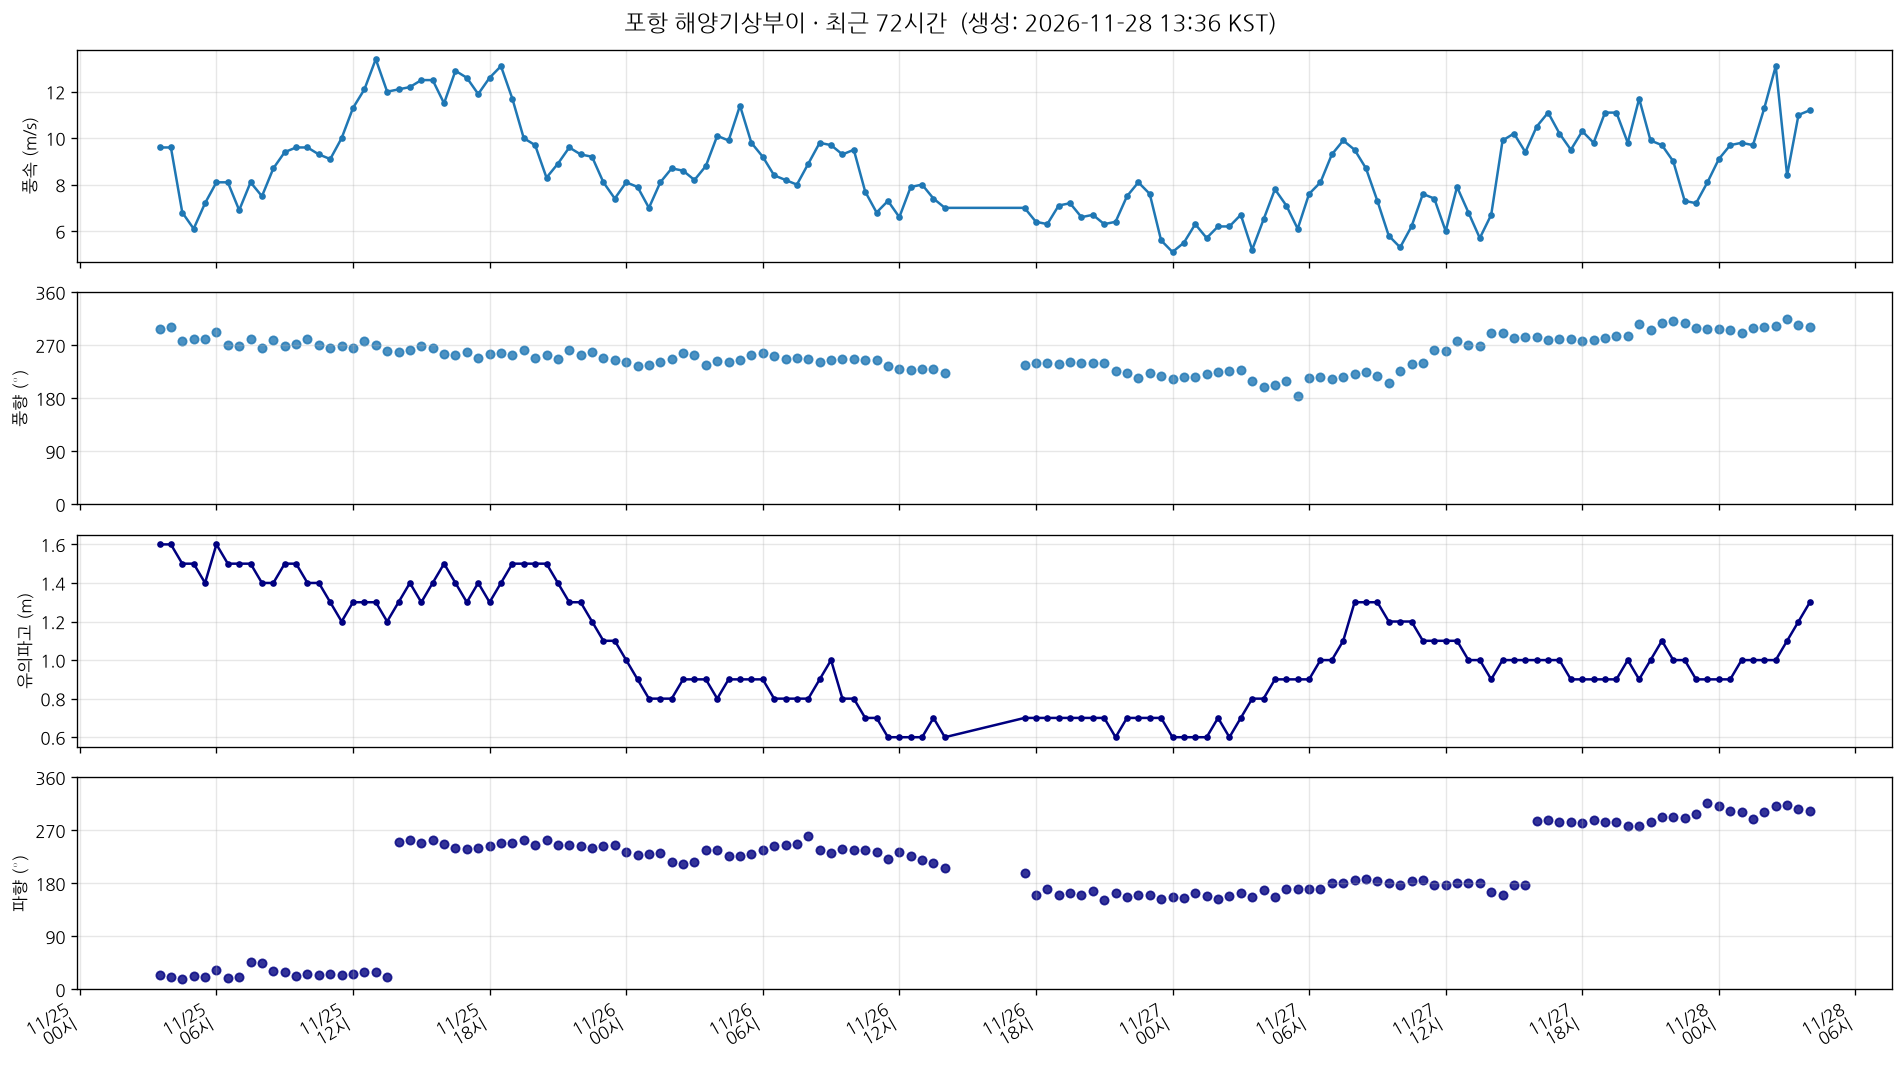 포항 해양기상부이 · 최근 72시간 (생성: 2026-11-28 13:36 KST)
풍속 (m/s)
12
10
8
6
풍향 (°)
360
270
180
90
0
유의파고 (m)
1.6
1.4
1.2
1.0
0.8
0.6
파향 (°)
360
270
180
90
0
11/25
00시
11/25
06시
11/25
12시
11/25
18시
11/26
00시
11/26
06시
11/26
12시
11/26
18시
11/27
00시
11/27
06시
11/27
12시
11/27
18시
11/28
00시
11/28
06시